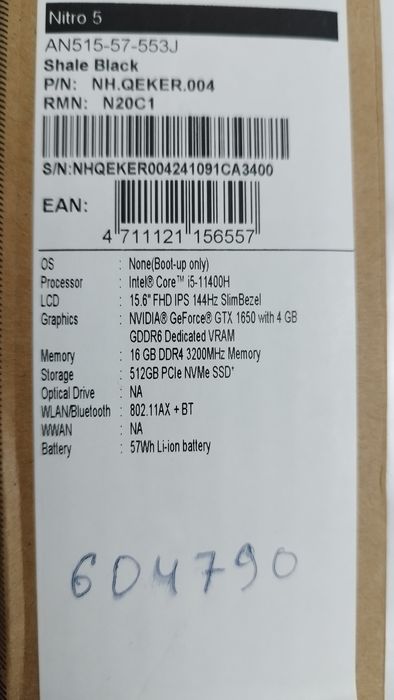 Nitro 5
AN515-57-553J
Shale Black
P/N: NH.QEKER.004
RMN: N20C1
S/N:NHQEKER004241091CA3400
EAN:
4 711121 156557
OS : None(Boot-up only)
Processor : Intel® Core™ i5-11400H
LCD : 15.6" FHD IPS 144Hz SlimBezel
Graphics : NVIDIA® GeForce® GTX 1650 with 4 GB
GDDR6 Dedicated VRAM
Memory : 16 GB DDR4 3200MHz Memory
Storage : 512GB PCIe NVMe SSD*
Optical Drive : NA
WLAN/Bluetooth : 802.11AX + BT
WWAN : NA
Battery : 57Wh Li-ion battery
604790